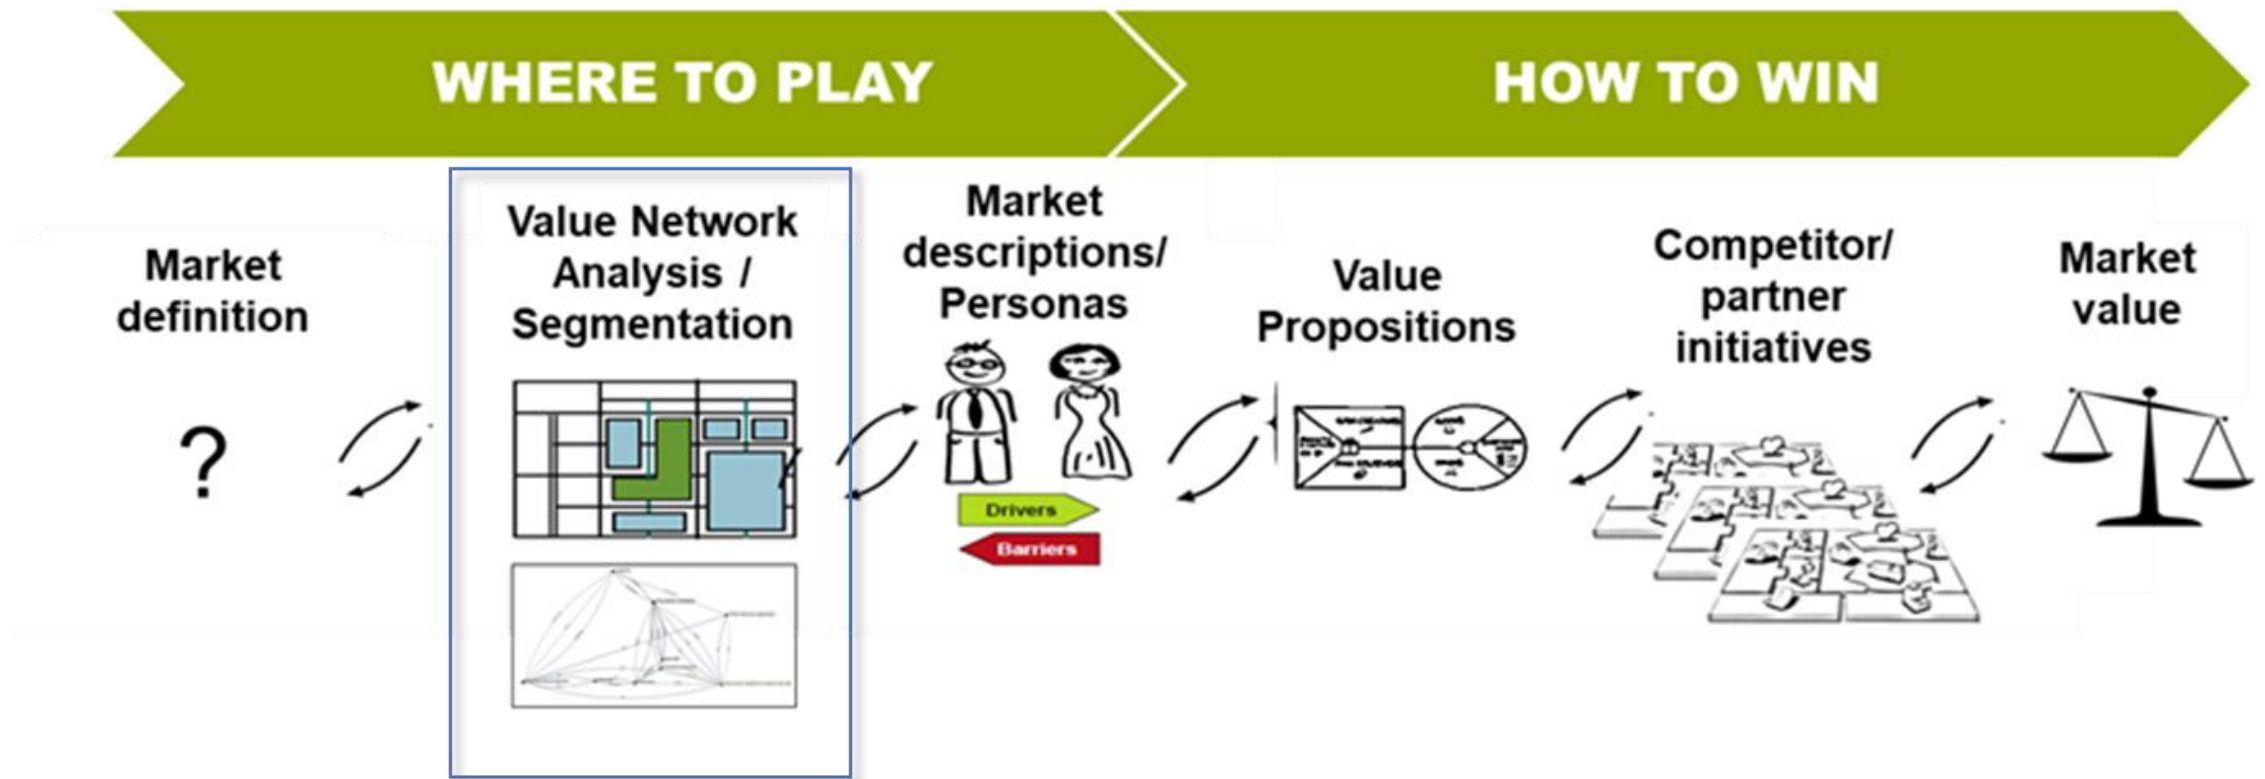 WHERE TO PLAY
HOW TO WIN
Market
definition
?
Value Network
Analysis /
Segmentation
Market
descriptions/
Personas
Drivers
Barriers
Value
Propositions
Competitor/
partner
initiatives
Market
value